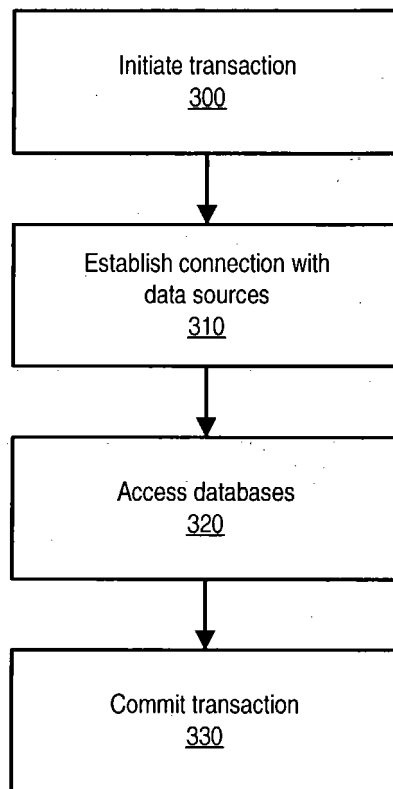 Initiate transaction
300
Establish connection with
data sources
310
Access databases
320
Commit transaction
330